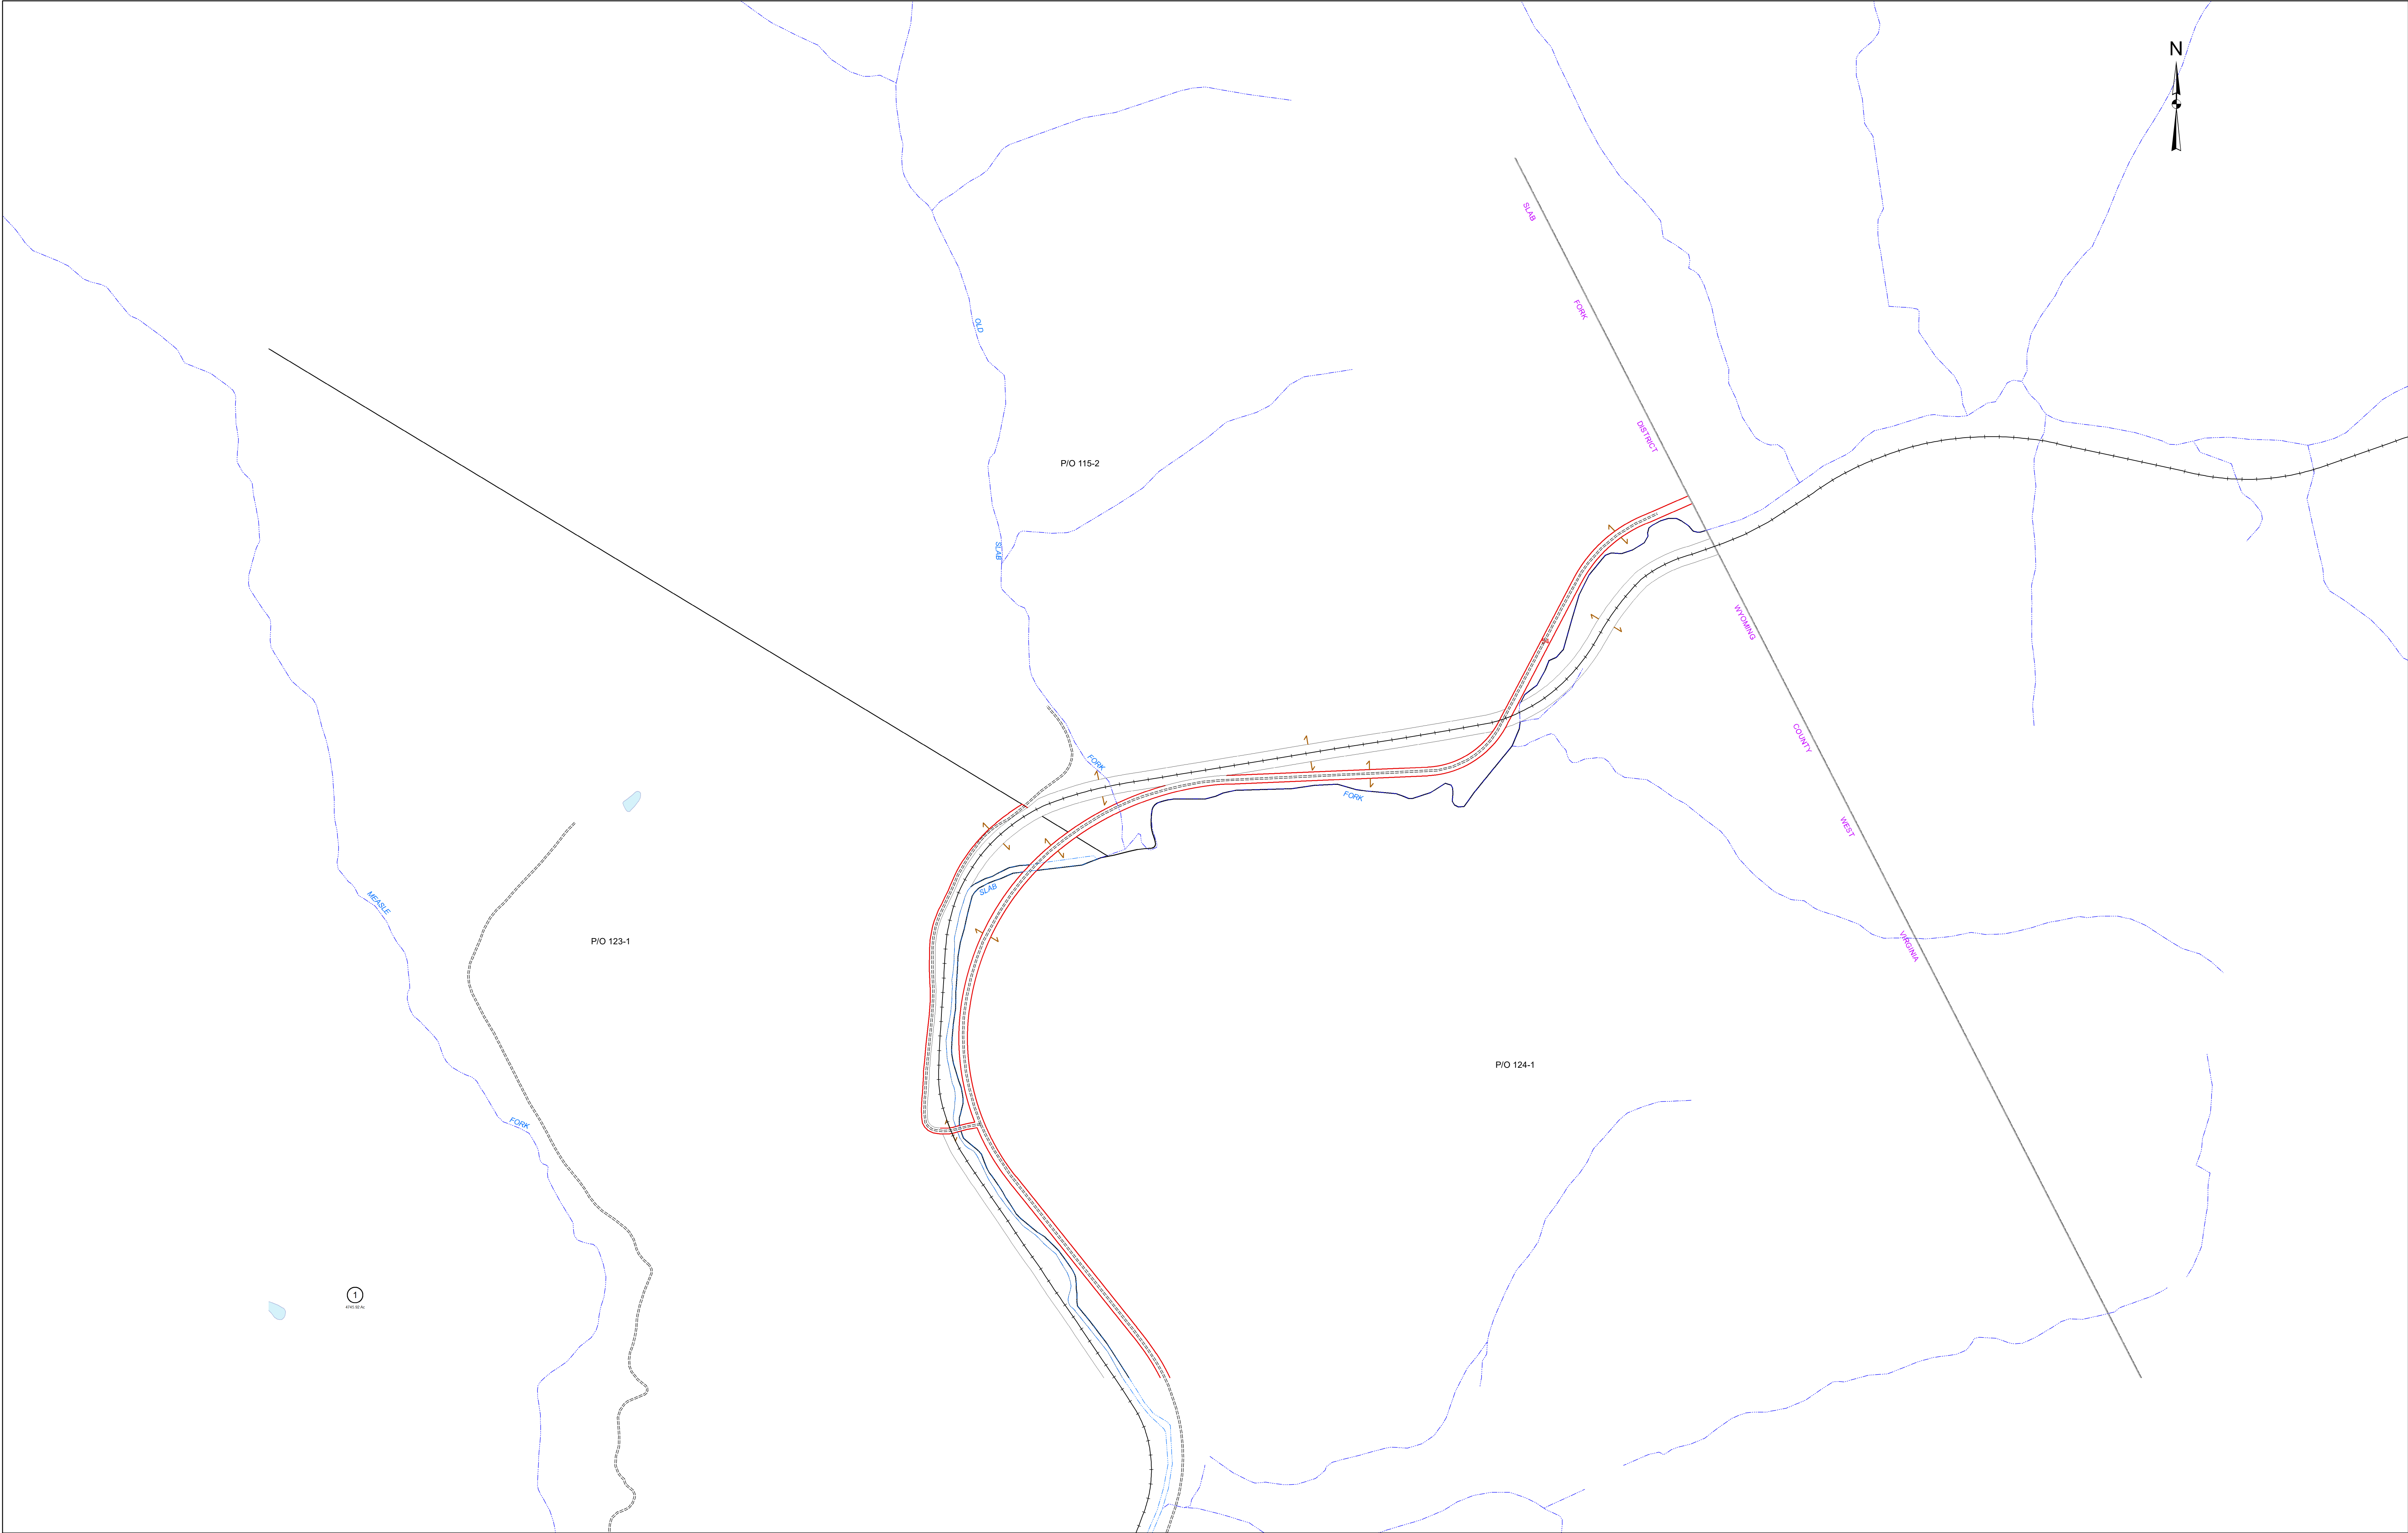 N
SLAB
FORK
DISTRICT
WYOMING
COUNTY
WEST
VIRGINIA
OLD
SLAB
FORK
P/O 115-2
FORK
SLAB
MEASLE
FORK
P/O 123-1
P/O 124-1
1